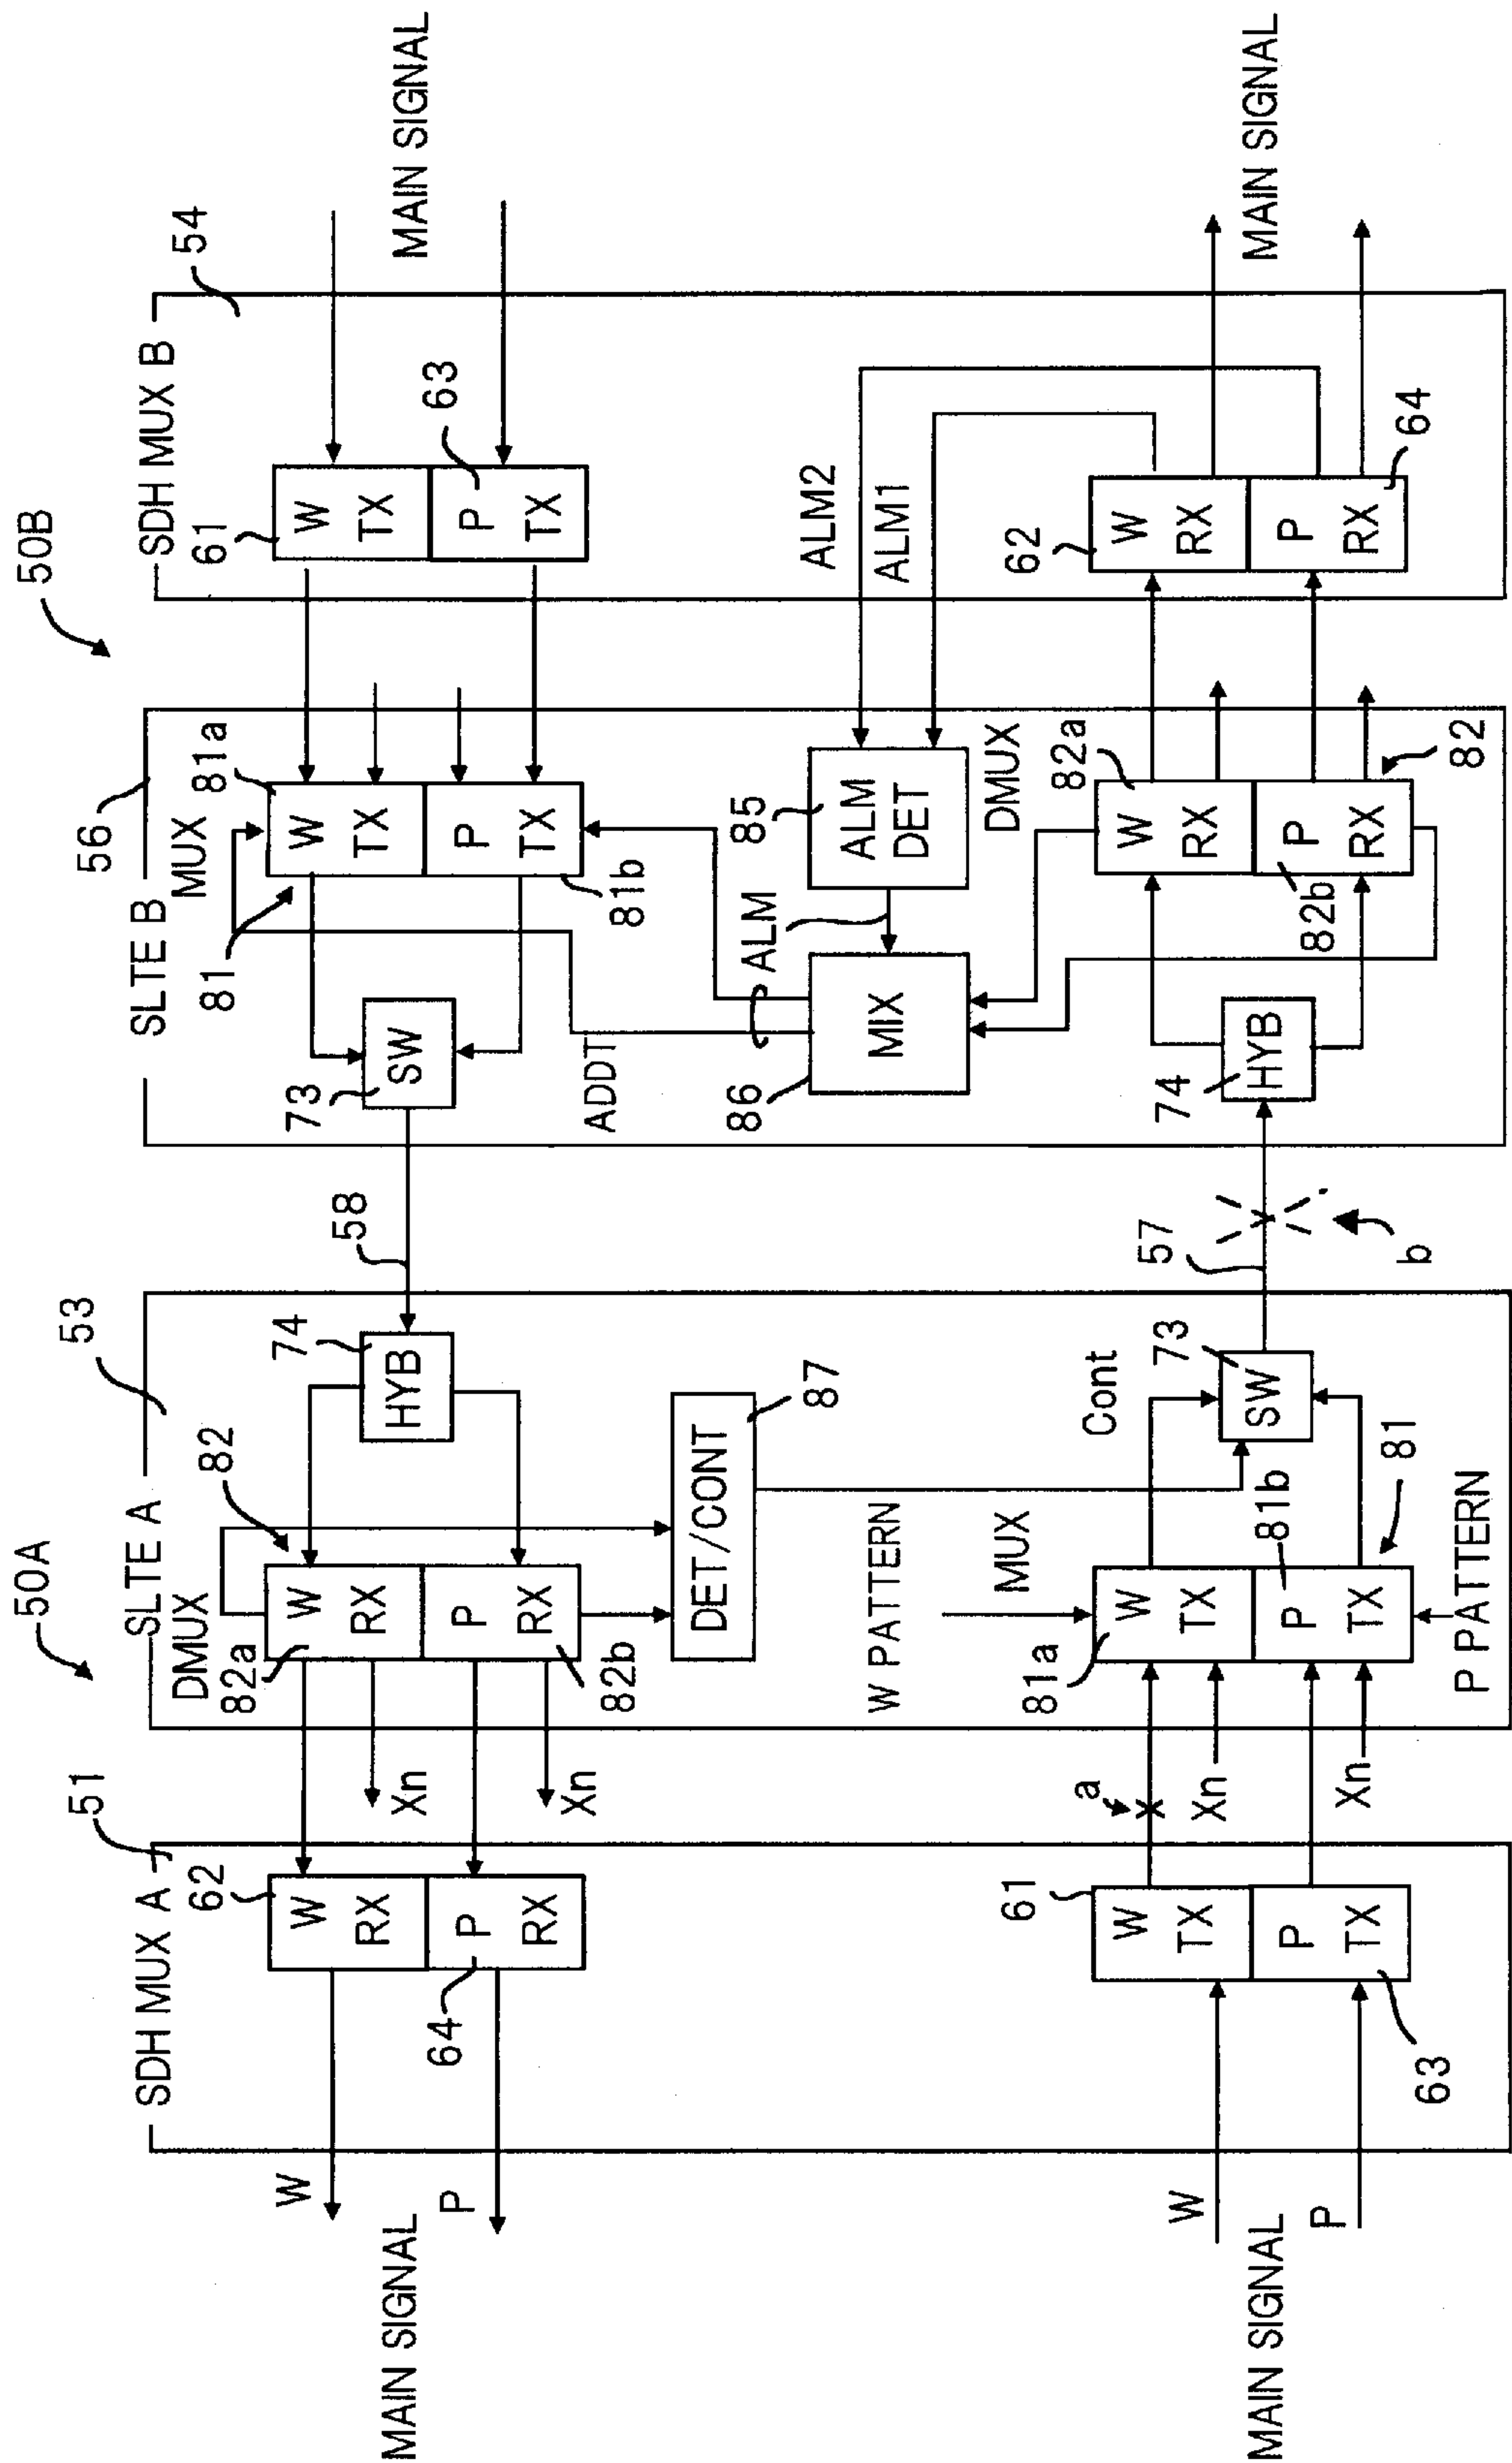 50A
50B
SDH MUX A
51
SLTE A
53
SLTE B
56
SDH MUX B
54
MAIN SIGNAL
W
P
62
W
RX
P
RX
64
Xn
Xn
DMUX
82a
W
RX
P
RX
82b
82
74
HYB
58
73
SW
81
MUX
81a
W
TX
P
TX
81b
61
W
TX
P
TX
63
MAIN SIGNAL
DET/CONT
87
ADDT
ALM
86
MIX
85
ALM
DET
ALM2
ALM1
MAIN SIGNAL
W
P
61
W
TX
P
TX
63
a
Xn
Xn
W PATTERN
MUX
81a
W
TX
P
TX
81b
81
P PATTERN
Cont
73
SW
57
b
74
HYB
DMUX
82a
W
RX
P
RX
82b
82
62
W
RX
P
RX
64
MAIN SIGNAL